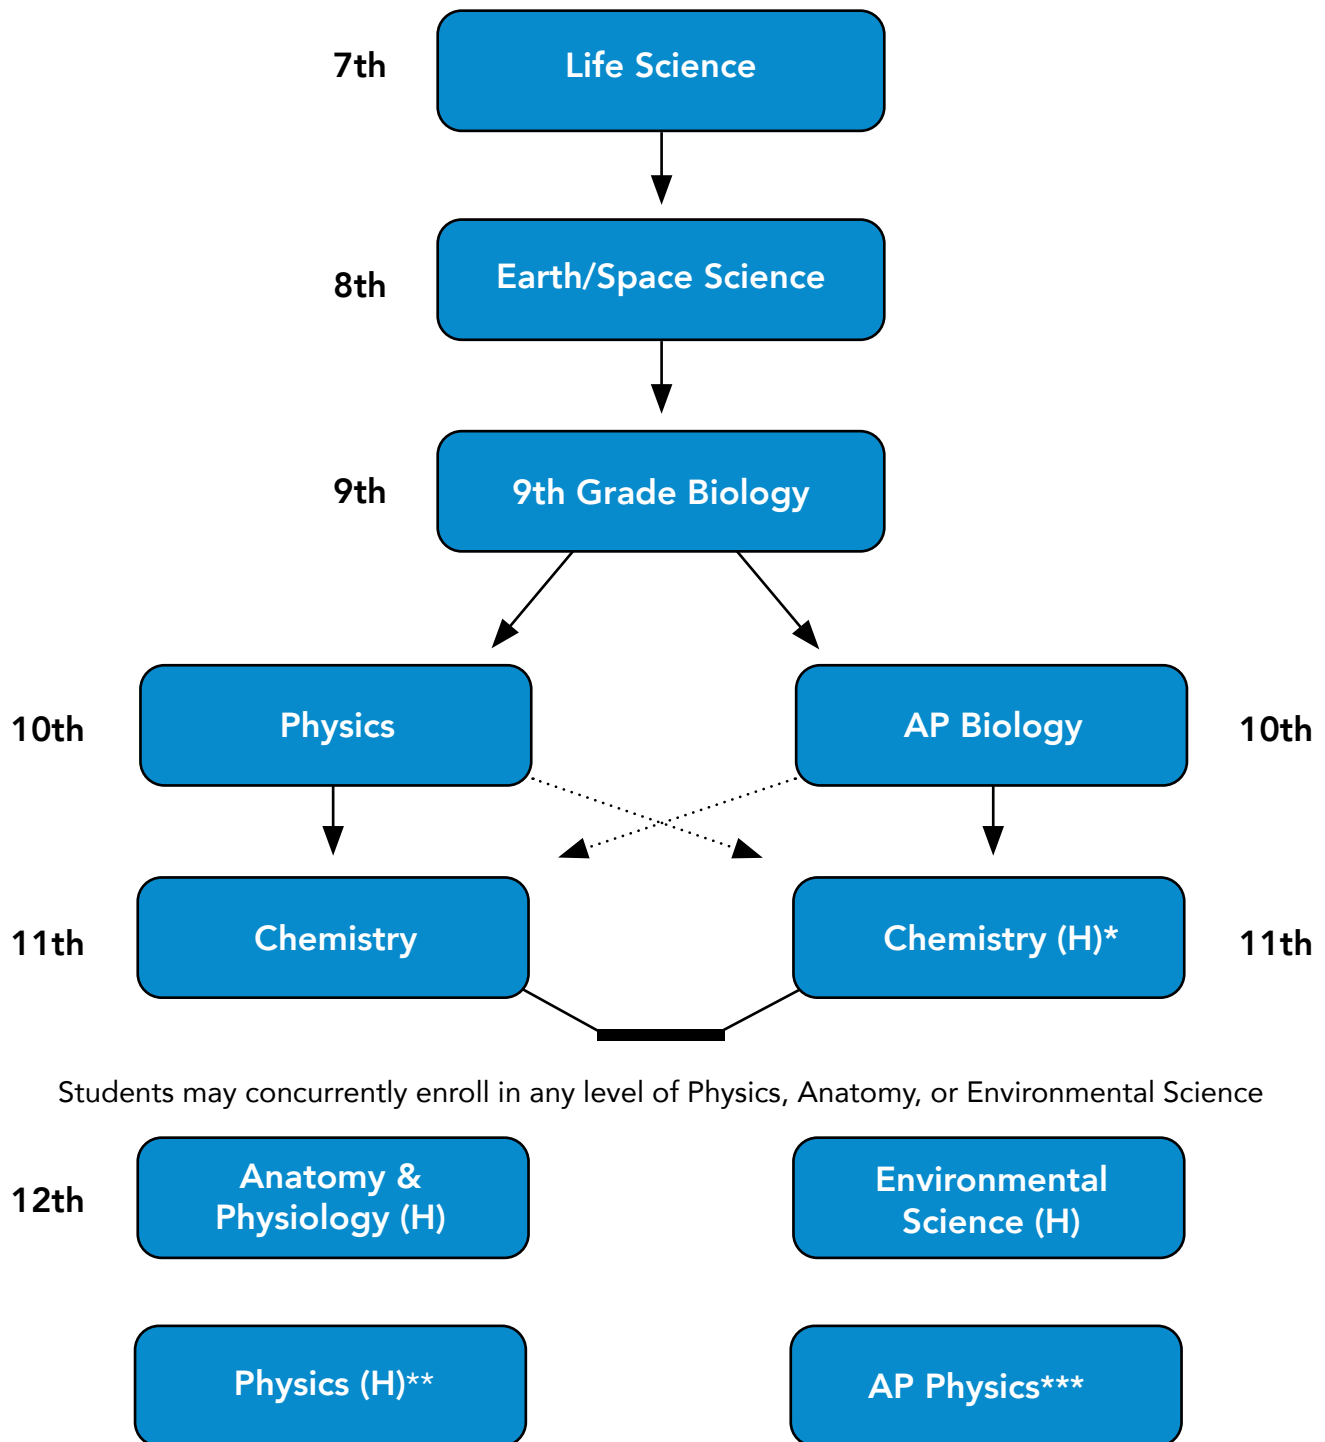 7th
Life Science
8th
Earth/Space Science
9th
9th Grade Biology
10th
Physics
AP Biology
10th
11th
Chemistry
Chemistry (H)*
11th
Students may concurrently enroll in any level of Physics, Anatomy, or Environmental Science
12th
Anatomy &
Physiology (H)
Environmental
Science (H)
Physics (H)**
AP Physics***